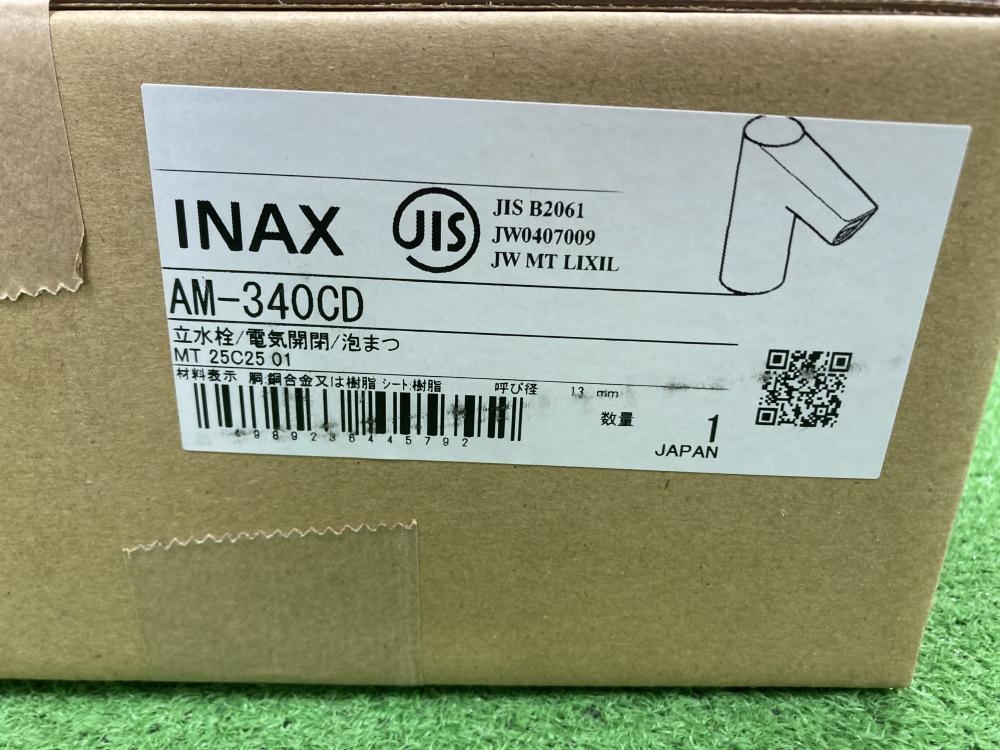 INAX
JIS
JIS B2061
JW0407009
JW MT LIXIL
AM-340CD
立水栓/電気開閉/泡まつ
MT 25C25 01
材料表示 胴:銅合金又は樹脂 シート:樹脂 呼び径 13 mm
4989236445792
数量 1
JAPAN